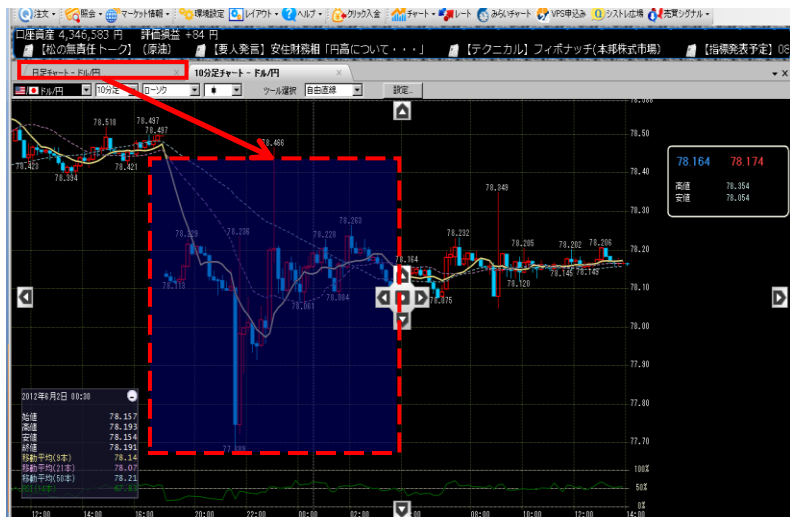 注文 照会 マーケット情報 環境設定 レイアウト ヘルプ クリック入金 チャート レート みらいチャート VPS申込み シストレ広場 売買シグナル
口座資産 4,346,583 円 評価損益 +84 円
【松の無責任トーク】 (原油) 【要人発言】安住財務相「円高について・・・」 【テクニカル】フィボナッチ(本邦株式市場) 【指標発表予定】08
日足チャート - ドル/円 × 10分足チャート - ドル/円 ×
ドル/円 10分足 ローソク ツール選択 自由直線 設定...
78.518 78.497
78.497
78.466
78.423
78.394
78.421
78.50
78.164 78.174
高値 78.354
安値 78.054
78.40
78.349
78.30
78.236
78.220
78.263
78.232
78.205
78.202
78.206
78.20
78.164
78.113
78.061
78.084
78.075
78.120
78.146
78.149
78.10
78.00
77.90
77.80
77.70
2012年6月2日 00:30
始値 78.157
高値 78.193
安値 78.154
終値 78.191
移動平均(9本) 78.14
移動平均(21本) 78.07
移動平均(50本) 78.21
100%
50%
0%
12:00 14:00 16:00 20:00 22:00 00:00 02:00 08:00 10:00 12:00 14:00